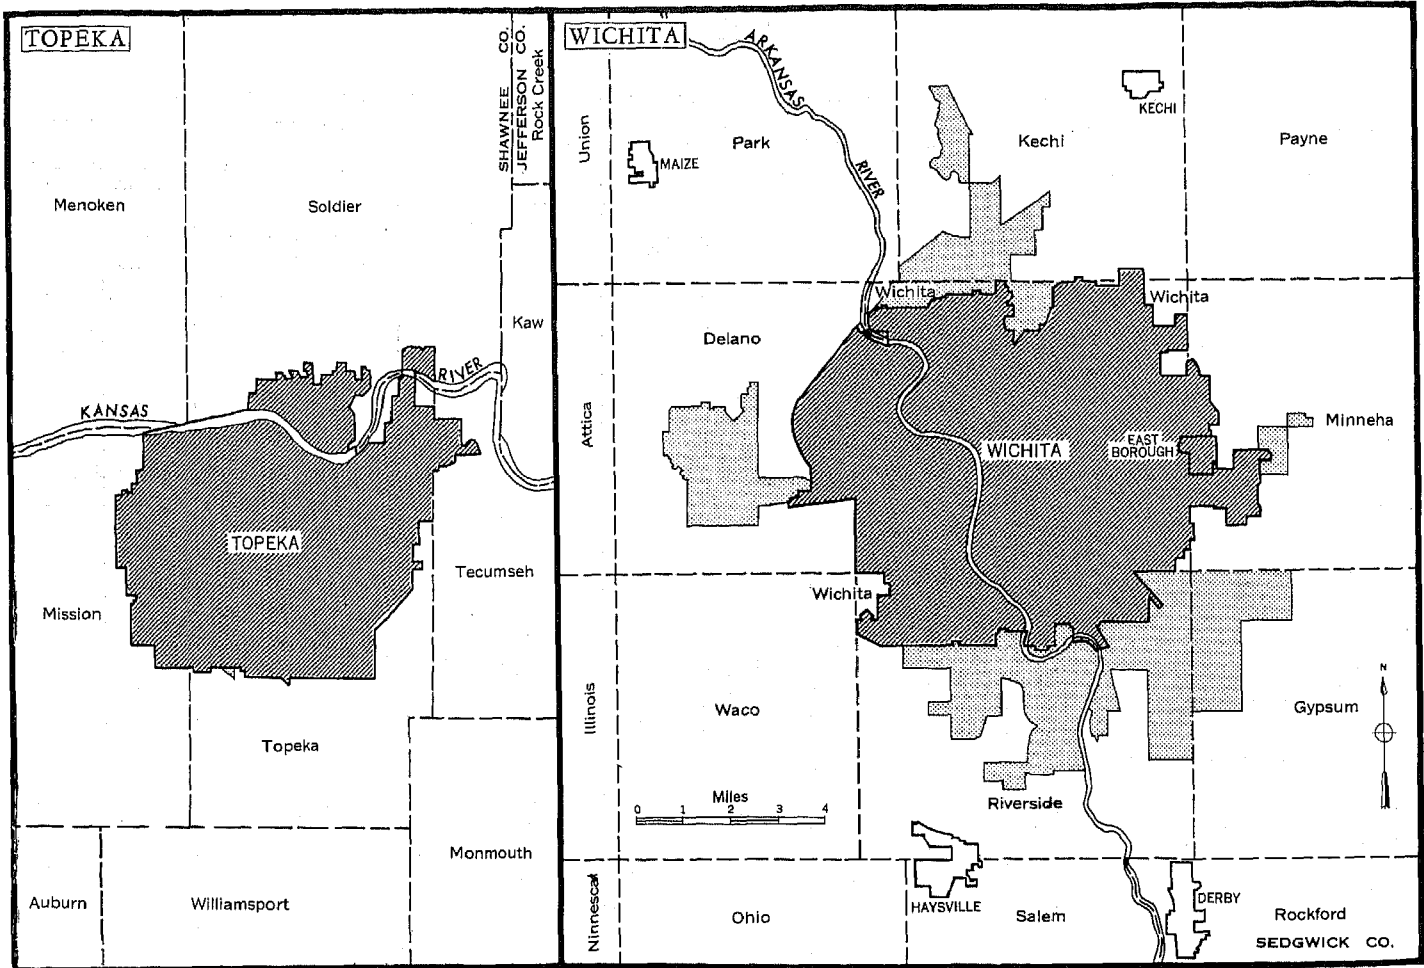 TOPEKA
SHAWNEE CO.
JEFFERSON CO.
Rock Creek
Menoken
Soldier
Kaw
KANSAS
RIVER
TOPEKA
Mission
Tecumseh
Topeka
Monmouth
Auburn
Williamsport
WICHITA
ARKANSAS
RIVER
Union
Park
MAIZE
Kechi
KECHI
Payne
Wichita
Wichita
Delano
Attica
WICHITA
EAST
BOROUGH
Minneha
Wichita
Illinois
Waco
Gypsum
N
Miles
0 1 2 3 4
Riverside
Ninnescah
Ohio
HAYSVILLE
Salem
DERBY
Rockford
SEDGWICK CO.